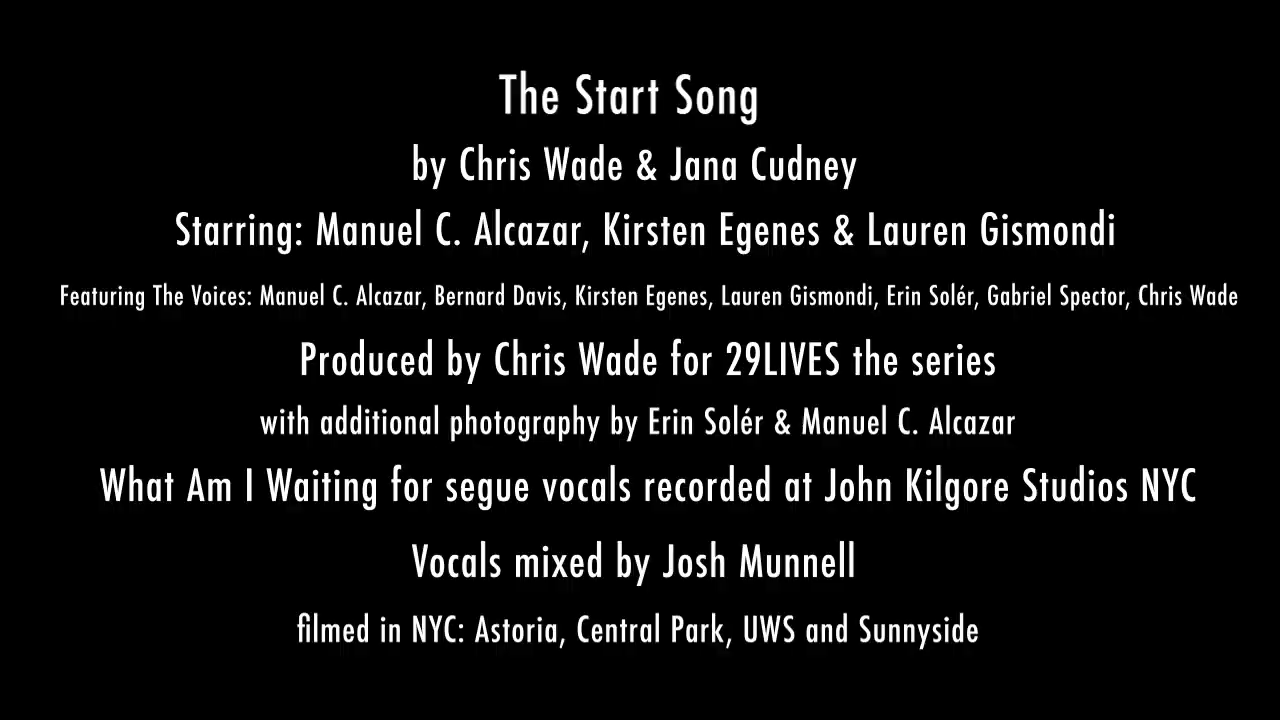 The Start Song
by Chris Wade & Jana Cudney
Starring: Manuel C. Alcazar, Kirsten Egenes & Lauren Gismondi
Featuring The Voices: Manuel C. Alcazar, Bernard Davis, Kirsten Egenes, Lauren Gismondi, Erin Solér, Gabriel Spector, Chris Wade
Produced by Chris Wade for 29LIVES the series
with additional photography by Erin Solér & Manuel C. Alcazar
What Am I Waiting for segue vocals recorded at John Kilgore Studios NYC
Vocals mixed by Josh Munnell
filmed in NYC: Astoria, Central Park, UWS and Sunnyside